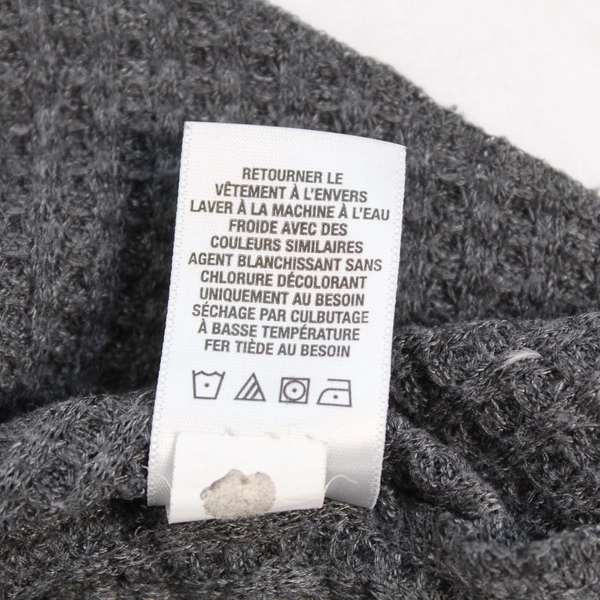 RETOURNER LE
VÊTEMENT À L'ENVERS
LAVER À LA MACHINE À L'EAU
FROIDE AVEC DES
COULEURS SIMILAIRES
AGENT BLANCHISSANT SANS
CHLORURE DÉCOLORANT
UNIQUEMENT AU BESOIN
SÉCHAGE PAR CULBUTAGE
À BASSE TEMPÉRATURE
FER TIÈDE AU BESOIN